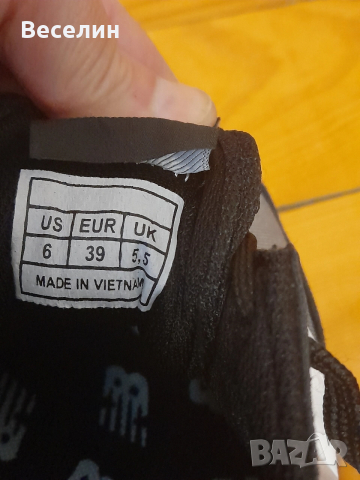 Веселин
US EUR UK
6 39 5,5
MADE IN VIETNAM
BAZAR